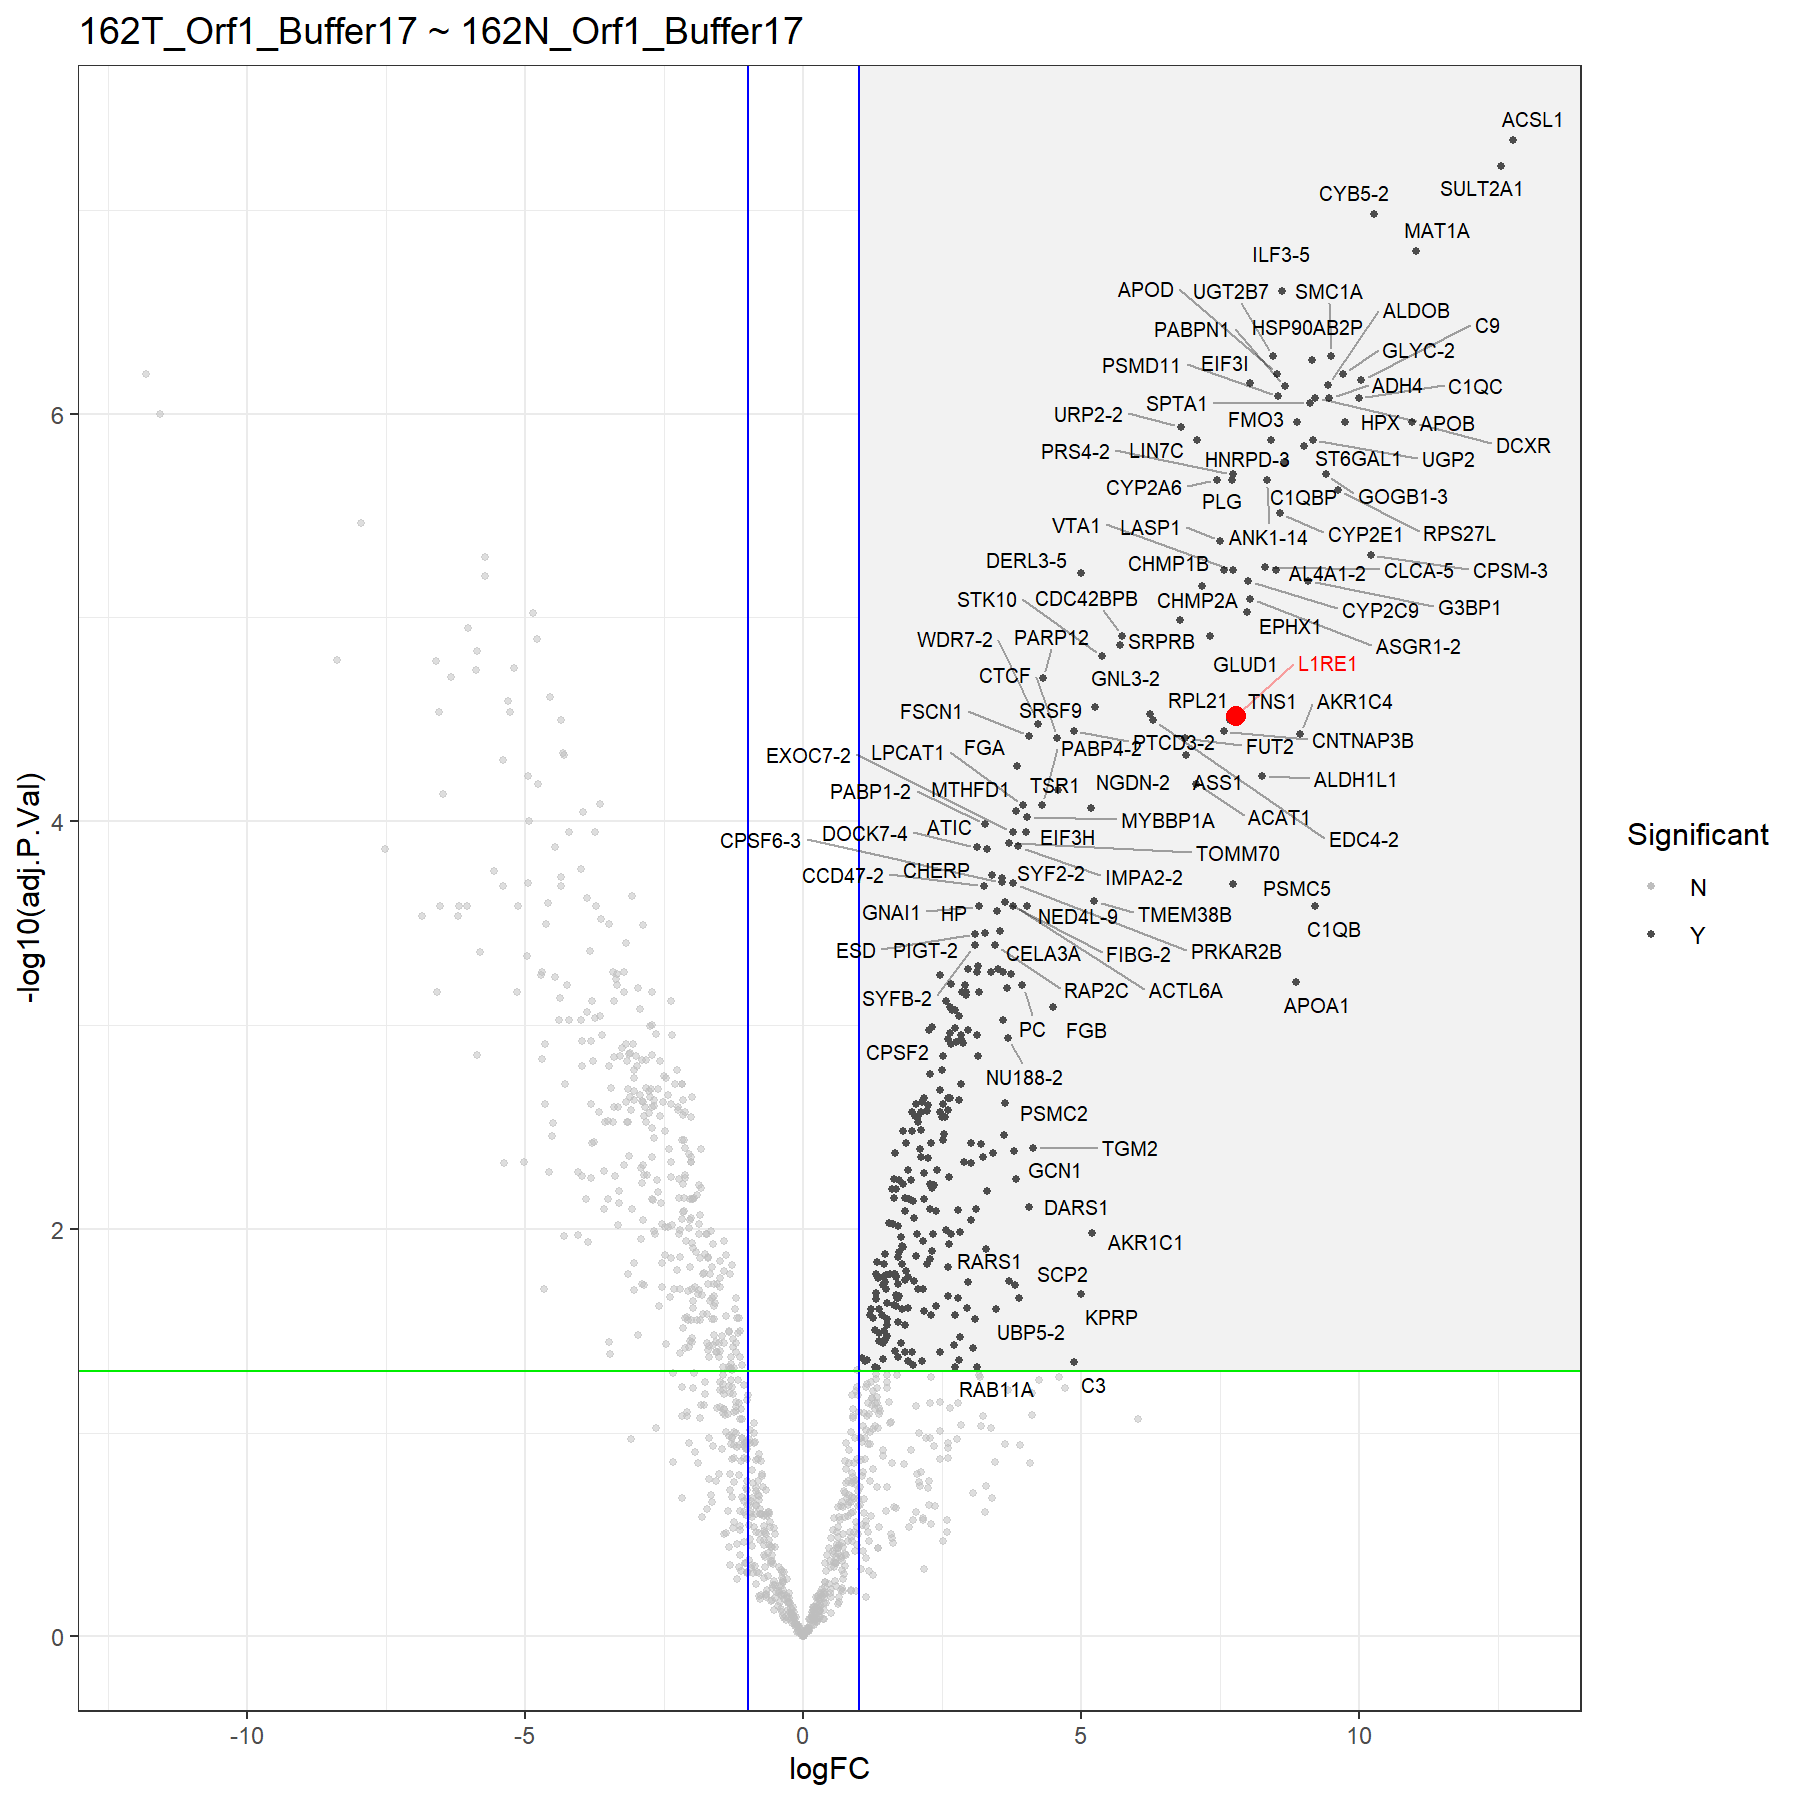 162T_Orf1_Buffer17 ~ 162N_Orf1_Buffer17
ACSL1
SULT2A1
CYB5-2
MAT1A
ILF3-5
APOD UGT2B7 SMC1A
ALDOB
PABPN1 HSP90AB2P C9
GLYC-2
PSMD11 EIF3I
ADH4 C1QC
SPTA1
URP2-2 FMO3 HPX APOB
DCXR
PRS4-2 LIN7C HNRPD-3 ST6GAL1 UGP2
CYP2A6 PLG C1QBP GOGB1-3
VTA1 LASP1 ANK1-14 CYP2E1 RPS27L
DERL3-5 CHMP1B AL4A1-2 CLCA-5 CPSM-3
STK10 CDC42BPB CHMP2A CYP2C9 G3BP1
EPHX1
WDR7-2 PARP12 SRPRB ASGR1-2
GLUD1 L1RE1
CTCF GNL3-2
FSCN1 SRSF9 RPL21 TNS1 AKR1C4
EXOC7-2 LPCAT1 FGA PABP4-2 PTCD3-2 FUT2 CNTNAP3B
PABP1-2 MTHFD1 TSR1 NGDN-2 ASS1 ALDH1L1
CPSF6-3 DOCK7-4 ATIC EIF3H MYBBP1A ACAT1
EDC4-2
TOMM70
CCD47-2 CHERP SYF2-2 IMPA2-2
PSMC5
GNAI1 HP NED4L-9 TMEM38B
C1QB
ESD PIGT-2 CELA3A FIBG-2 PRKAR2B
SYFB-2 RAP2C ACTL6A
APOA1
PC FGB
CPSF2
NU188-2
PSMC2
TGM2
GCN1
DARS1
AKR1C1
RARS1
SCP2
KPRP
UBP5-2
RAB11A C3
-log10(adj.P.Val)
6
4
2
0
-10 -5 0 5 10
logFC
Significant
N
Y